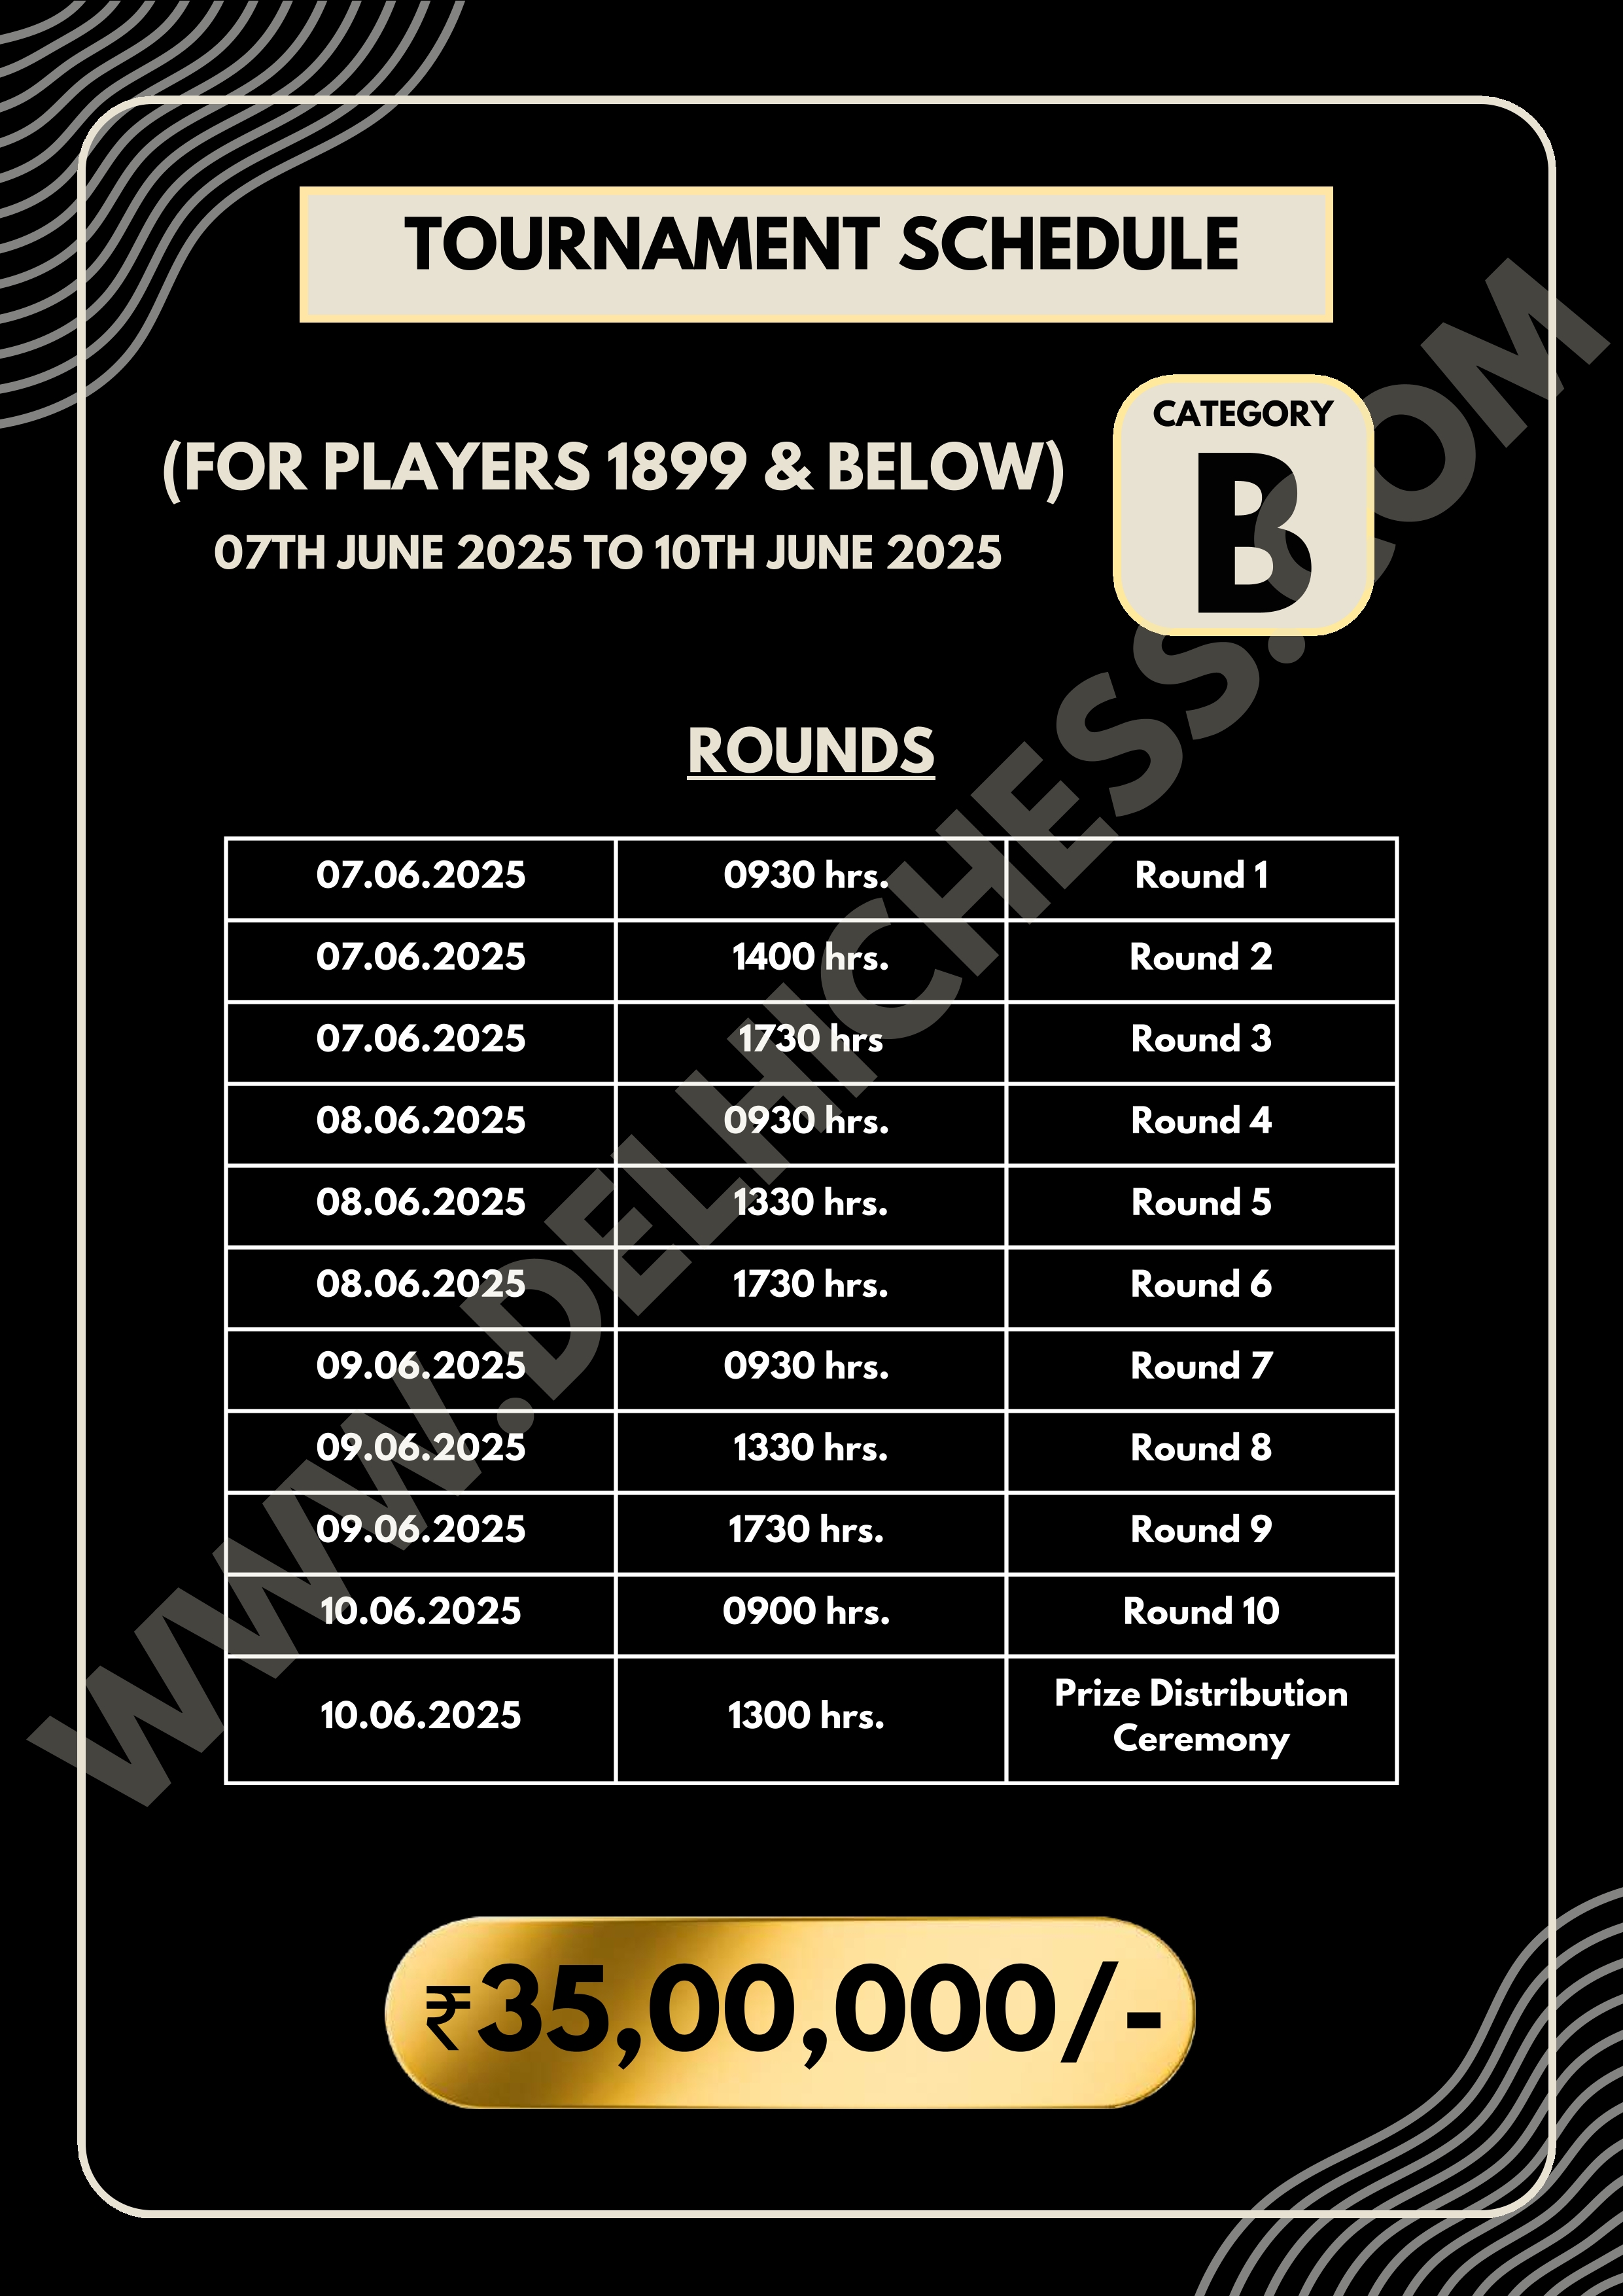 TOURNAMENT SCHEDULE
(FOR PLAYERS 1899 & BELOW)
07TH JUNE 2025 TO 10TH JUNE 2025
CATEGORY
B
ROUNDS
07.06.2025 0930 hrs. Round 1
07.06.2025 1400 hrs. Round 2
07.06.2025 1730 hrs Round 3
08.06.2025 0930 hrs. Round 4
08.06.2025 1330 hrs. Round 5
08.06.2025 1730 hrs. Round 6
09.06.2025 0930 hrs. Round 7
09.06.2025 1330 hrs. Round 8
09.06.2025 1730 hrs. Round 9
10.06.2025 0900 hrs. Round 10
10.06.2025 1300 hrs. Prize Distribution
Ceremony
₹35,00,000/-
WWW.DELHICHESS.COM